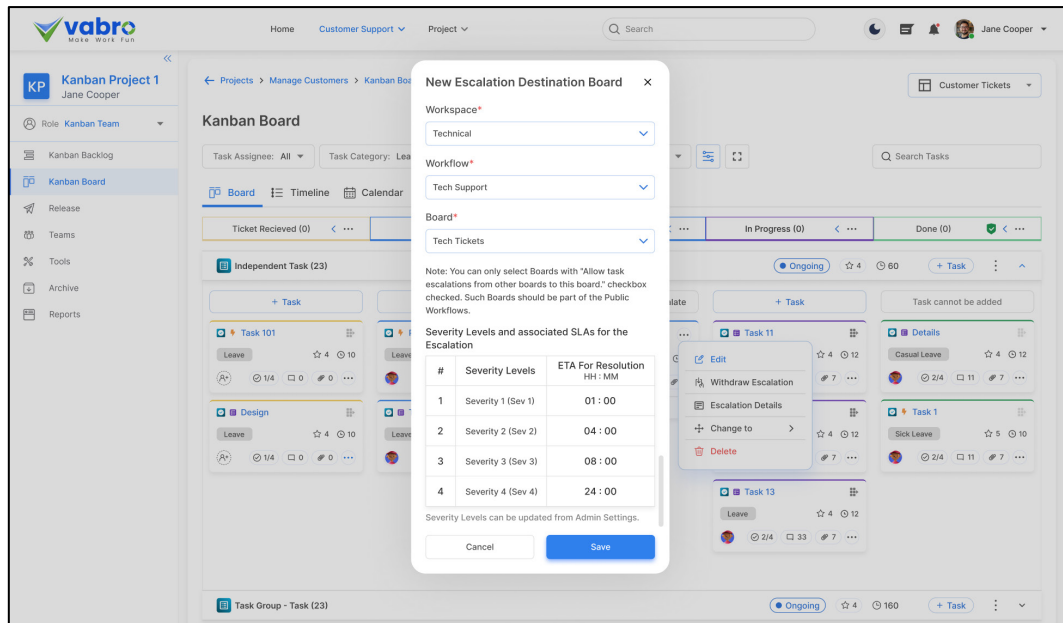 vabro
Make Work Fun
Home
Customer Support
Project
Search
Jane Cooper
KP
Kanban Project 1
Jane Cooper
Role Kanban Team
Kanban Backlog
Kanban Board
Release
Teams
Tools
Archive
Reports
Projects > Manage Customers > Kanban Boa
Customer Tickets
Kanban Board
Task Assignee: All
Task Category: Lea
Search Tasks
Board
Timeline
Calendar
Ticket Recieved (0)
In Progress (0)
Done (0)
Independent Task (23)
Ongoing
4
60
+ Task
+ Task
late
+ Task
Task cannot be added
Task 101
Leave
4
10
1/4
0
0
Design
Leave
4
10
1/4
0
0
Leave
Leave
Task 11
4
12
7
4
12
7
Task 13
Leave
4
12
2/4
33
7
Details
Casual Leave
4
12
2/4
11
7
Task 1
Sick Leave
5
10
2/4
11
7
Edit
Withdraw Escalation
Escalation Details
Change to
Delete
New Escalation Destination Board
Workspace*
Technical
Workflow*
Tech Support
Board*
Tech Tickets
Note: You can only select Boards with "Allow task
escalations from other boards to this board." checkbox
checked. Such Boards should be part of the Public
Workflows.
Severity Levels and associated SLAs for the
Escalation
# Severity Levels ETA For Resolution
HH : MM
1 Severity 1 (Sev 1) 01 : 00
2 Severity 2 (Sev 2) 04 : 00
3 Severity 3 (Sev 3) 08 : 00
4 Severity 4 (Sev 4) 24 : 00
Severity Levels can be updated from Admin Settings.
Cancel
Save
Task Group - Task (23)
Ongoing
4
160
+ Task